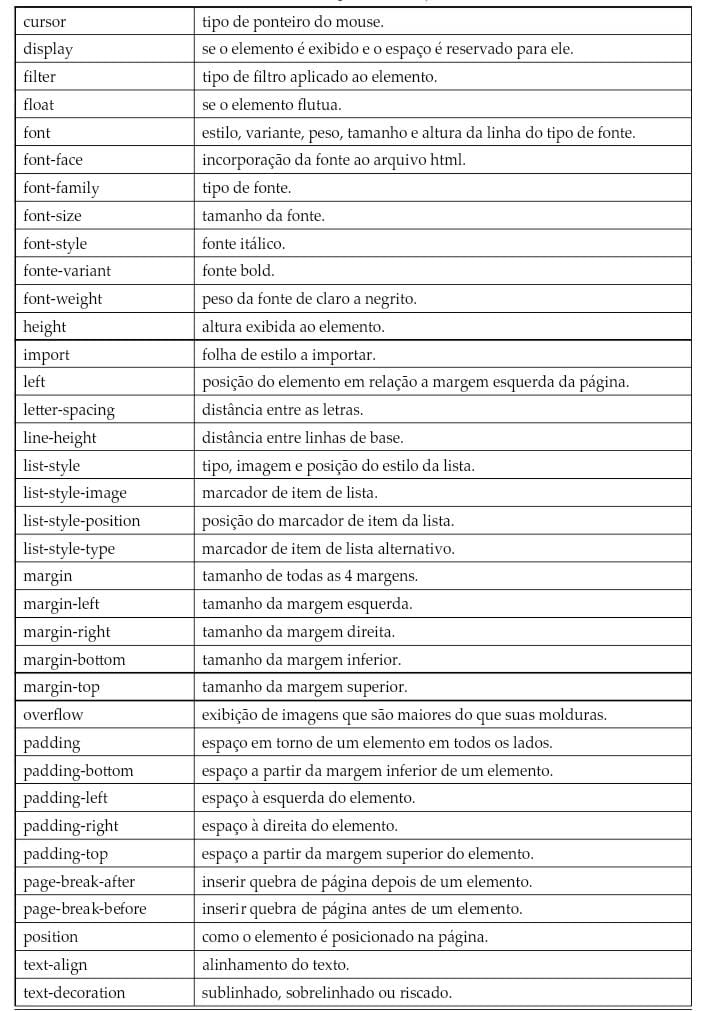 cursor tipo de ponteiro do mouse.
display se o elemento é exibido e o espaço é reservado para ele.
filter tipo de filtro aplicado ao elemento.
float se o elemento flutua.
font estilo, variante, peso, tamanho e altura da linha do tipo de fonte.
font-face incorporação da fonte ao arquivo html.
font-family tipo de fonte.
font-size tamanho da fonte.
font-style fonte itálico.
fonte-variant fonte bold.
font-weight peso da fonte de claro a negrito.
height altura exibida ao elemento.
import folha de estilo a importar.
left posição do elemento em relação a margem esquerda da página.
letter-spacing distância entre as letras.
line-height distância entre linhas de base.
list-style tipo, imagem e posição do estilo da lista.
list-style-image marcador de item de lista.
list-style-position posição do marcador de item da lista.
list-style-type marcador de item de lista alternativo.
margin tamanho de todas as 4 margens.
margin-left tamanho da margem esquerda.
margin-right tamanho da margem direita.
margin-bottom tamanho da margem inferior.
margin-top tamanho da margem superior.
overflow exibição de imagens que são maiores do que suas molduras.
padding espaço em torno de um elemento em todos os lados.
padding-bottom espaço a partir da margem inferior de um elemento.
padding-left espaço à esquerda do elemento.
padding-right espaço à direita do elemento.
padding-top espaço a partir da margem superior do elemento.
page-break-after inserir quebra de página depois de um elemento.
page-break-before inserir quebra de página antes de um elemento.
position como o elemento é posicionado na página.
text-align alinhamento do texto.
text-decoration sublinhado, sobrelinhado ou riscado.